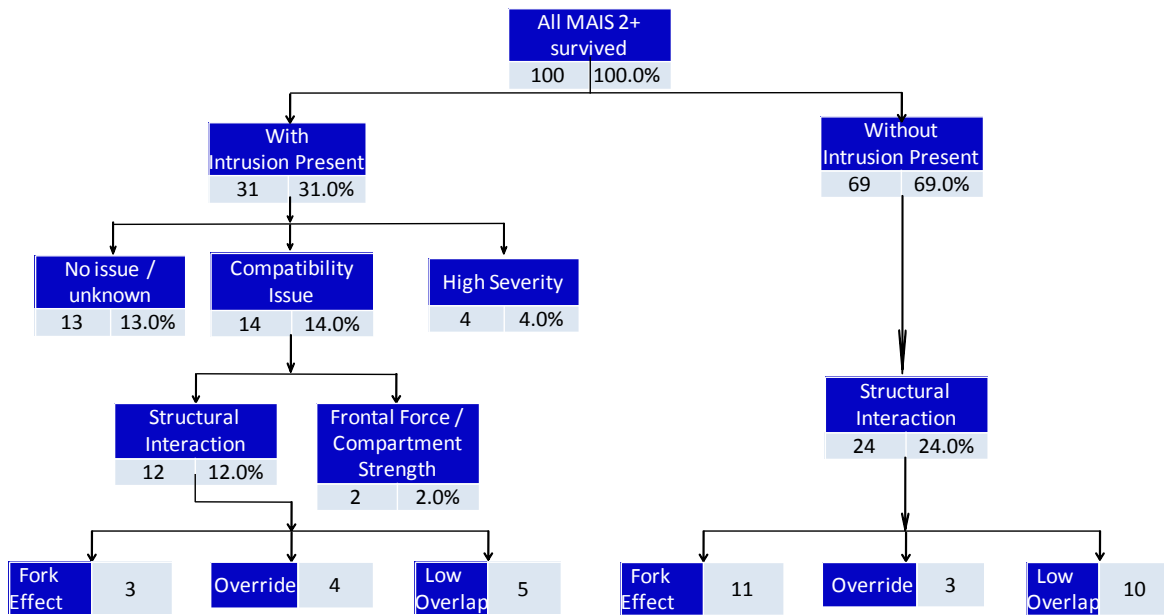 All MAIS 2+
survived
100 100.0%
With
Intrusion Present
31 31.0%
Without
Intrusion Present
69 69.0%
No issue /
unknown
13 13.0%
Compatibility
Issue
14 14.0%
High Severity
4 4.0%
Structural
Interaction
12 12.0%
Frontal Force /
Compartment
Strength
2 2.0%
Structural
Interaction
24 24.0%
Fork
Effect
3
Override
4
Low
Overlap
5
Fork
Effect
11
Override
3
Low
Overlap
10